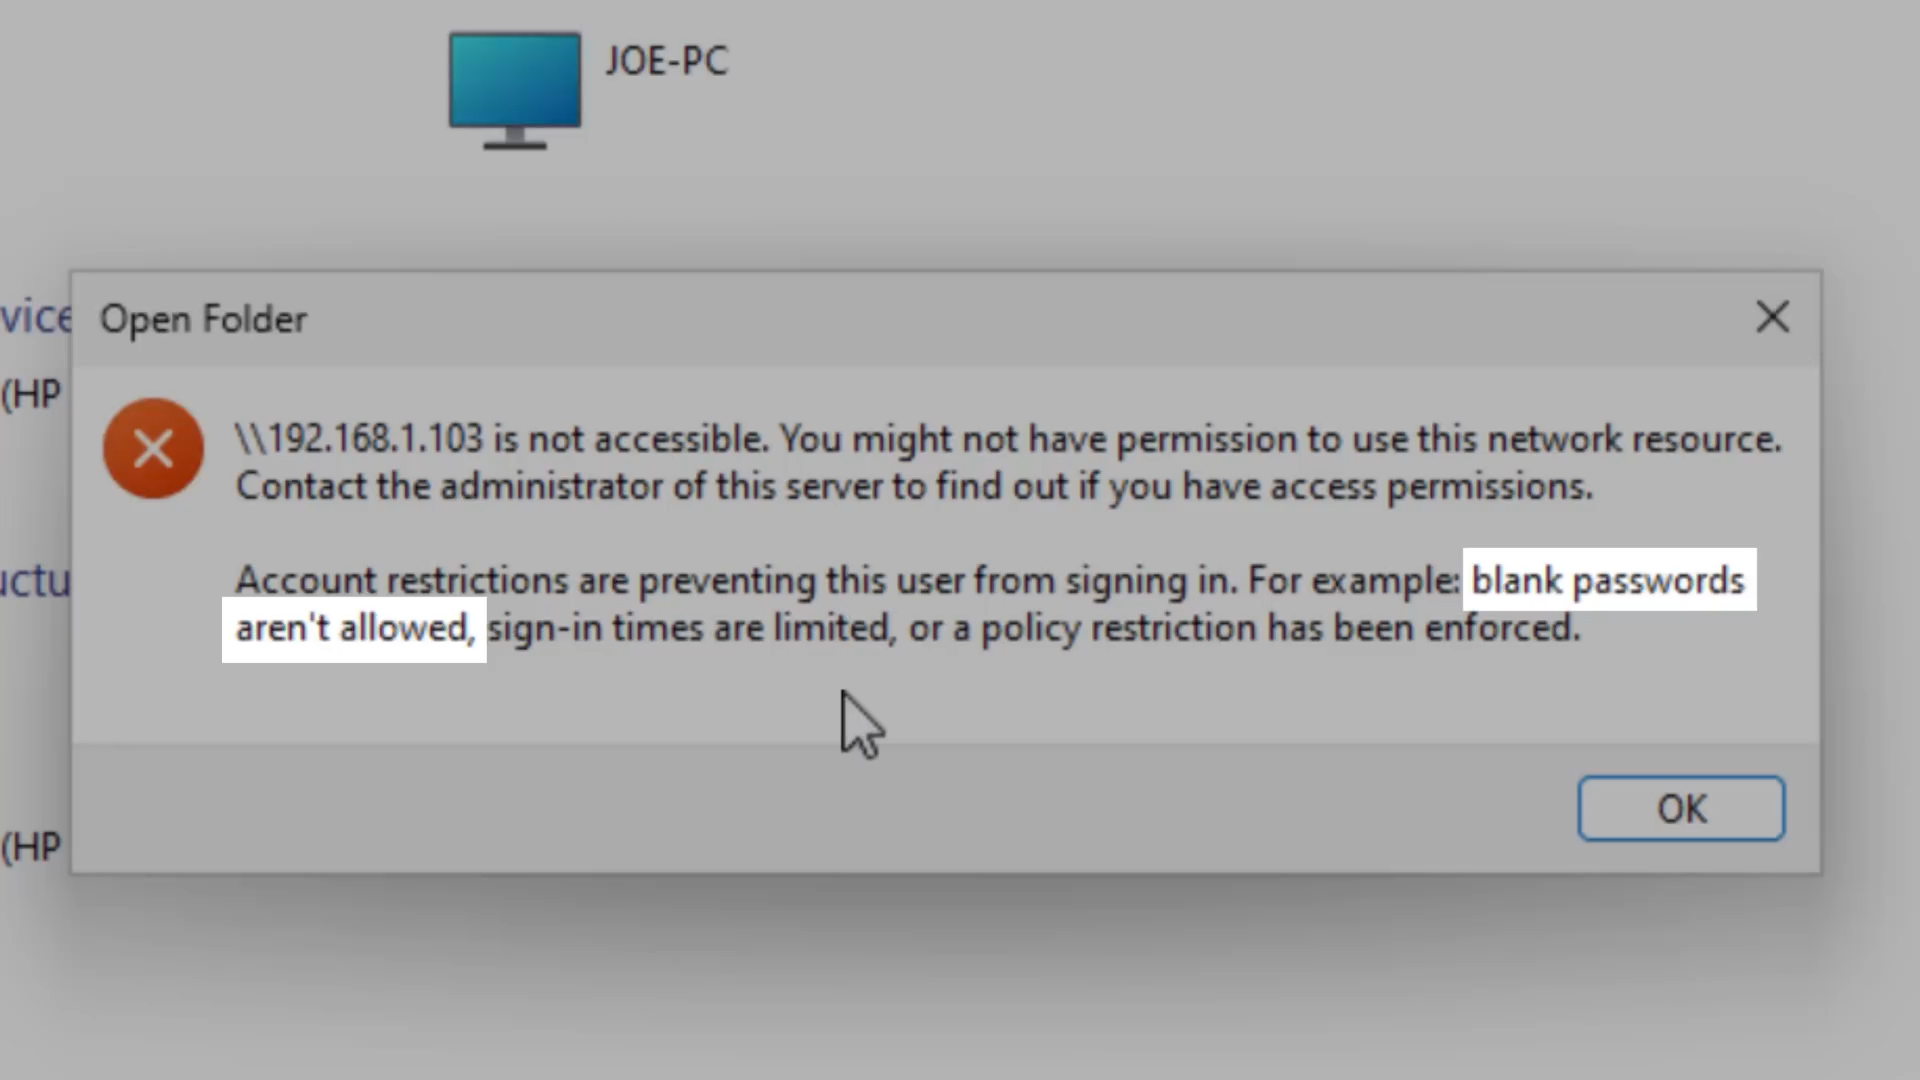 JOE-PC
vice
Open Folder
(HP
\\192.168.1.103 is not accessible. You might not have permission to use this network resource.
Contact the administrator of this server to find out if you have access permissions.
Account restrictions are preventing this user from signing in. For example: blank passwords
uctu
aren't allowed, sign-in times are limited, or a policy restriction has been enforced.
OK
(HP